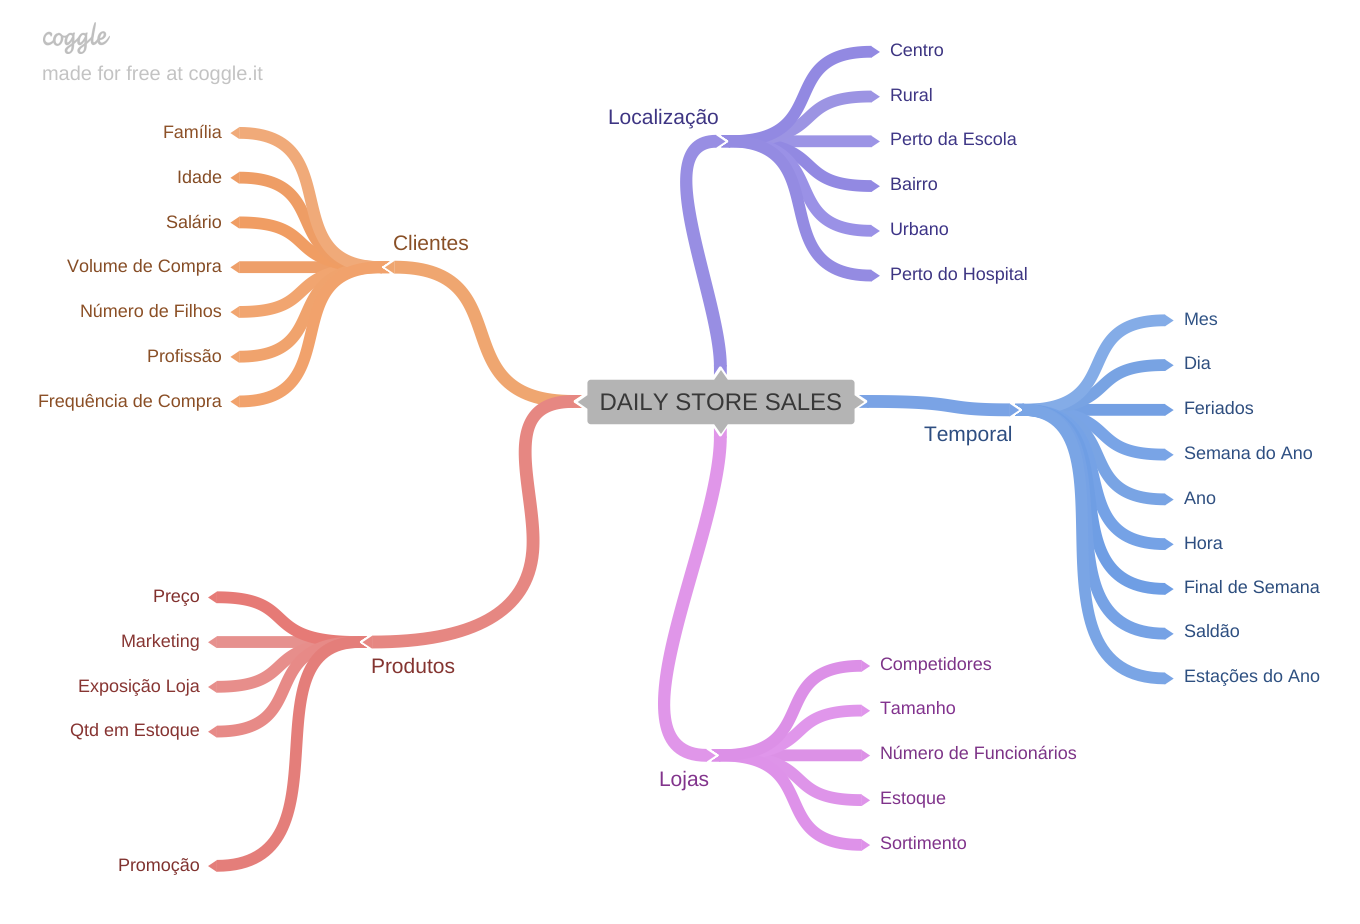 coggle
made for free at coggle.it
Clientes
Família
Idade
Salário
Volume de Compra
Número de Filhos
Profissão
Frequência de Compra
Produtos
Preço
Marketing
Exposição Loja
Qtd em Estoque
Promoção
DAILY STORE SALES
Localização
Centro
Rural
Perto da Escola
Bairro
Urbano
Perto do Hospital
Temporal
Mes
Dia
Feriados
Semana do Ano
Ano
Hora
Final de Semana
Saldão
Estações do Ano
Lojas
Competidores
Tamanho
Número de Funcionários
Estoque
Sortimento